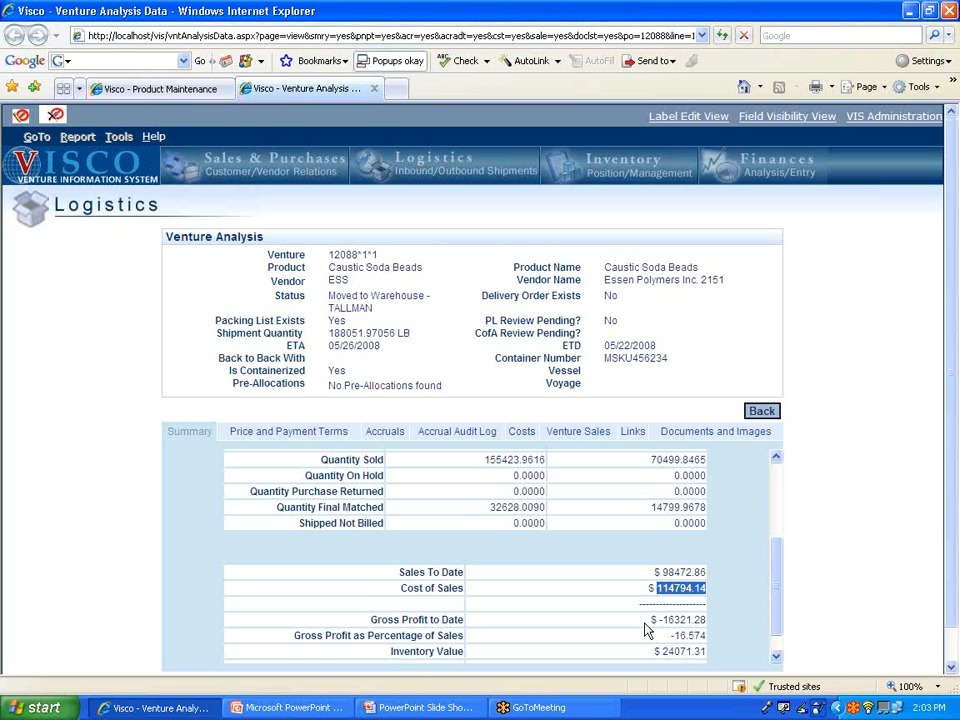 Visco - Venture Analysis Data - Windows Internet Explorer
http://localhost/vis/vntAnalysisData.aspx?page=view&smry=yes&pnpt=yes&acr=yes&acradt=yes&cst=yes&sale=yes&doclst=yes&po=12088&line=1
Google
Google G Go Bookmarks Popups okay Check AutoLink AutoFill Send to Settings
Visco - Product Maintenance
Visco - Venture Analysis ...
Page Tools
Label Edit View Field Visibility View VIS Administration
GoTo Report Tools Help
VISCO
VENTURE INFORMATION SYSTEM
Sales & Purchases
Customer/Vendor Relations
Logistics
Inbound/Outbound Shipments
Inventory
Position/Management
Finances
Analysis/Entry
Logistics
Venture Analysis
Venture 12088*1*1
Product Caustic Soda Beads Product Name Caustic Soda Beads
Vendor ESS Vendor Name Essen Polymers Inc. 2151
Status Moved to Warehouse - TALLMAN Delivery Order Exists No
Packing List Exists Yes PL Review Pending? No
Shipment Quantity 188051.97056 LB CofA Review Pending?
ETA 05/26/2008 ETD 05/22/2008
Back to Back With Container Number MSKU456234
Is Containerized Yes Vessel
Pre-Allocations No Pre-Allocations found Voyage
Back
Summary Price and Payment Terms Accruals Accrual Audit Log Costs Venture Sales Links Documents and Images
Quantity Sold 155423.9616 70499.8465
Quantity On Hold 0.0000 0.0000
Quantity Purchase Returned 0.0000 0.0000
Quantity Final Matched 32628.0090 14799.9678
Shipped Not Billed 0.0000 0.0000
Sales To Date $ 98472.86
Cost of Sales $ 114794.14
--------------------
Gross Profit to Date $ -16321.28
Gross Profit as Percentage of Sales -16.574
Inventory Value $ 24071.31
Trusted sites 100%
start Visco - Venture Analy... Microsoft PowerPoint ... PowerPoint Slide Sho... GoToMeeting 2:03 PM